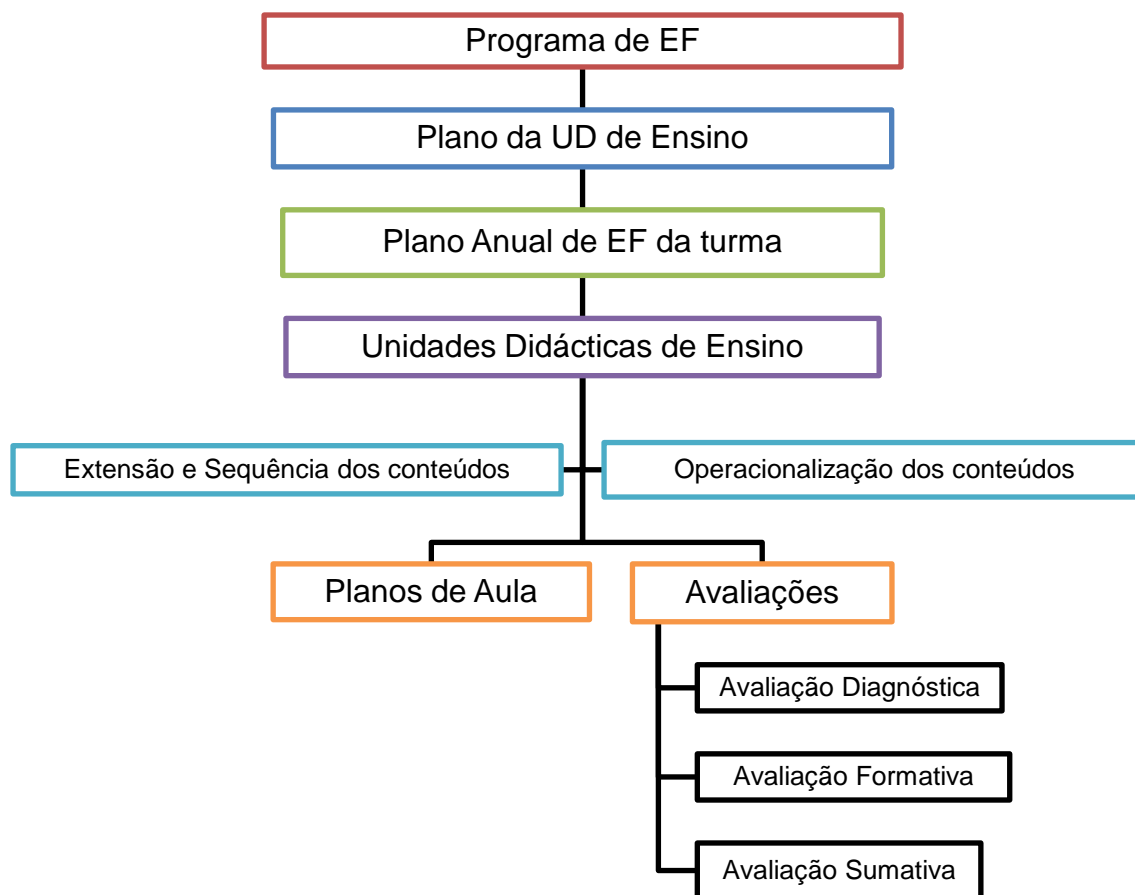 Programa de EF
Plano da UD de Ensino
Plano Anual de EF da turma
Unidades Didácticas de Ensino
Extensão e Sequência dos conteúdos
Operacionalização dos conteúdos
Planos de Aula
Avaliações
Avaliação Diagnóstica
Avaliação Formativa
Avaliação Sumativa